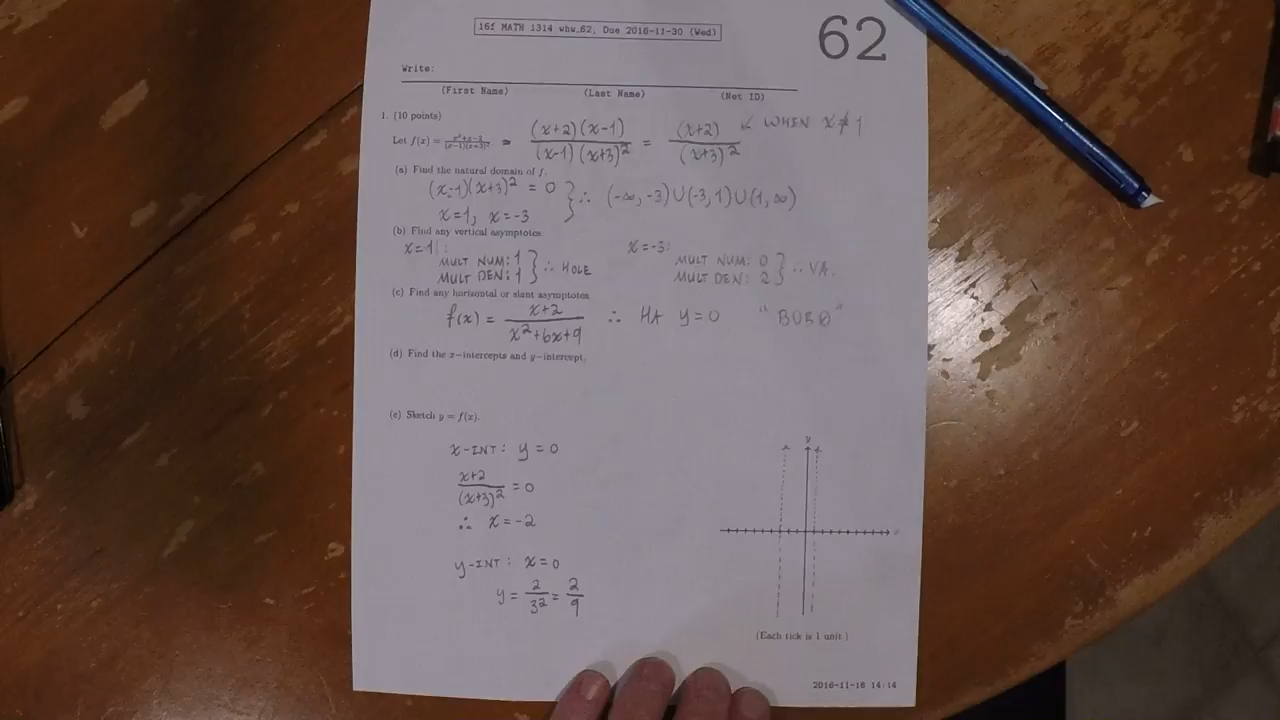 16f MATH 1314 whw_62, Due 2016-11-30 (Wed)
62
Write:
(First Name) (Last Name) (Net ID)
1. (10 points)
Let f(x) = x²+x−2/(x−1)(x+3)² = (x+2)(x-1)/(x-1)(x+3)² = (x+2)/(x+3)² ↙ WHEN x≠1
(a) Find the natural domain of f.
(x-1)(x+3)² = 0
x=1, x=-3 } ∴ (-∞,-3)∪(-3,1)∪(1,∞)
(b) Find any vertical asymptotes.
x=1: x=-3:
MULT NUM: 1 MULT NUM: 0
MULT DEN: 1 } ∴ HOLE MULT DEN: 2 } ∴ VA.
(c) Find any horizontal or slant asymptotes.
f(x) = x+2/x²+6x+9 ∴ HA y=0 "BOB0"
(d) Find the x-intercepts and y-intercept.
(e) Sketch y = f(x).
x-INT: y=0
x+2/(x+3)² = 0
∴ x=-2
y-INT: x=0
y = 2/3² = 2/9
y
x
(Each tick is 1 unit.)
2016-11-16 14:14